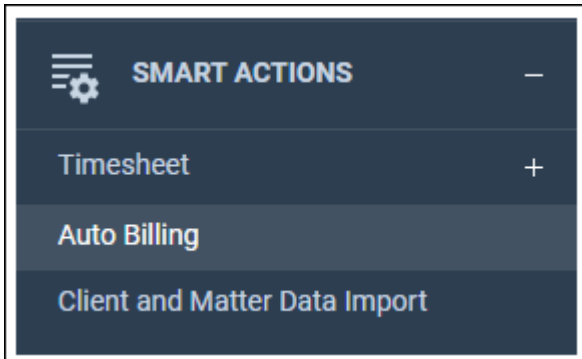 SMART ACTIONS −
Timesheet +
Auto Billing
Client and Matter Data Import